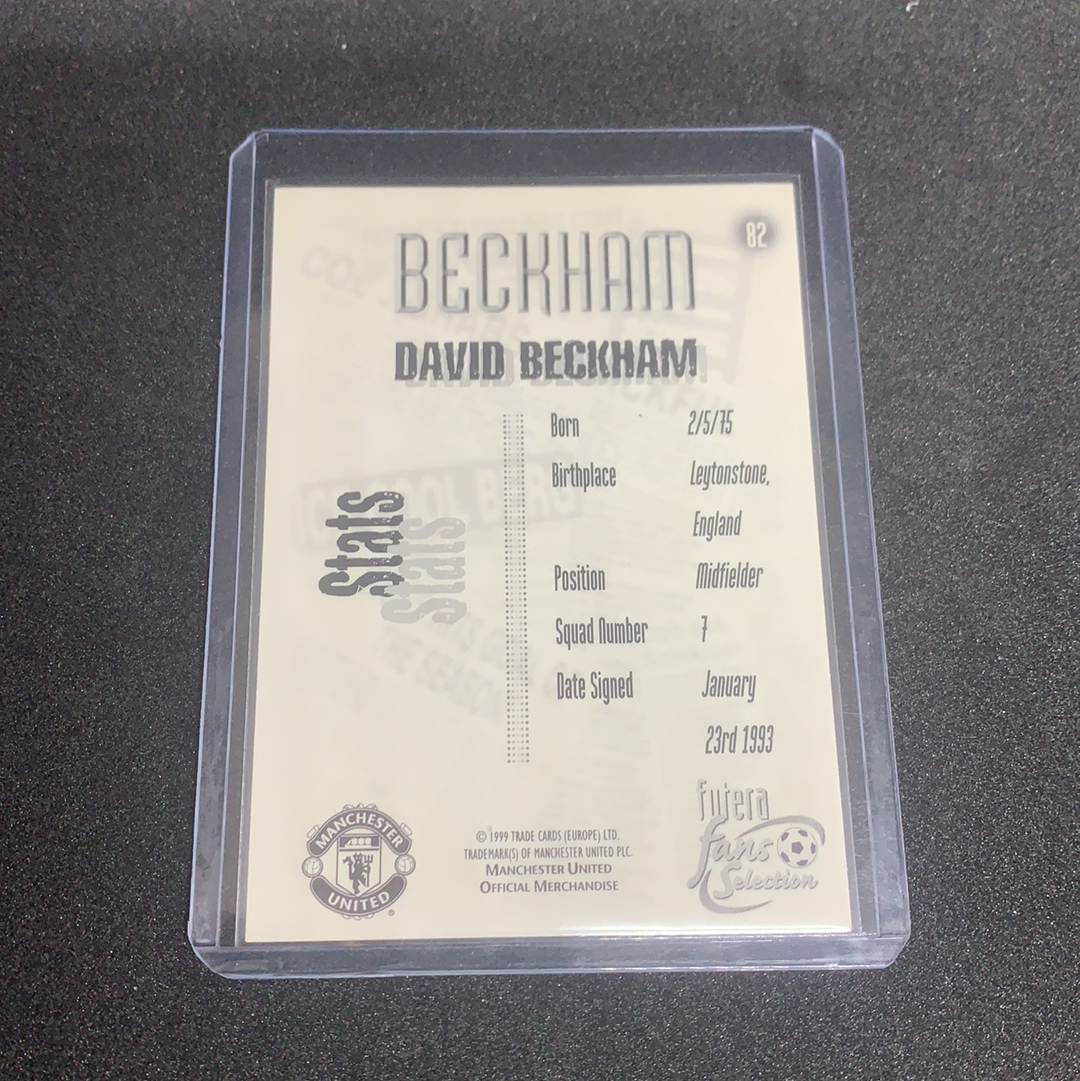 82
BECKHAM
DAVID BECKHAM
Stats
Stats
Born 2/5/75
Birthplace Leytonstone,
England
Position Midfielder
Squad Number 7
Date Signed January
23rd 1993
MANCHESTER
UNITED
®
© 1999 TRADE CARDS (EUROPE) LTD.
TRADEMARK(S) OF MANCHESTER UNITED PLC.
MANCHESTER UNITED
OFFICIAL MERCHANDISE
futera
fans
Selection